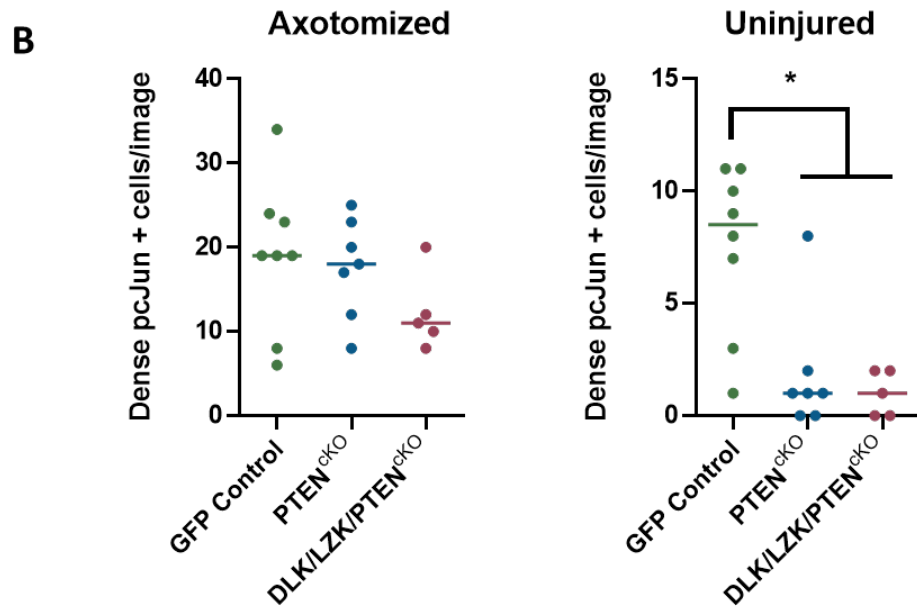 B
Axotomized
Dense pcJun + cells/image
40
30
20
10
0
GFP Control
PTEN^cKO
DLK/LZK/PTEN^cKO
Uninjured
Dense pcJun + cells/image
15
10
5
0
*
GFP Control
PTEN^cKO
DLK/LZK/PTEN^cKO